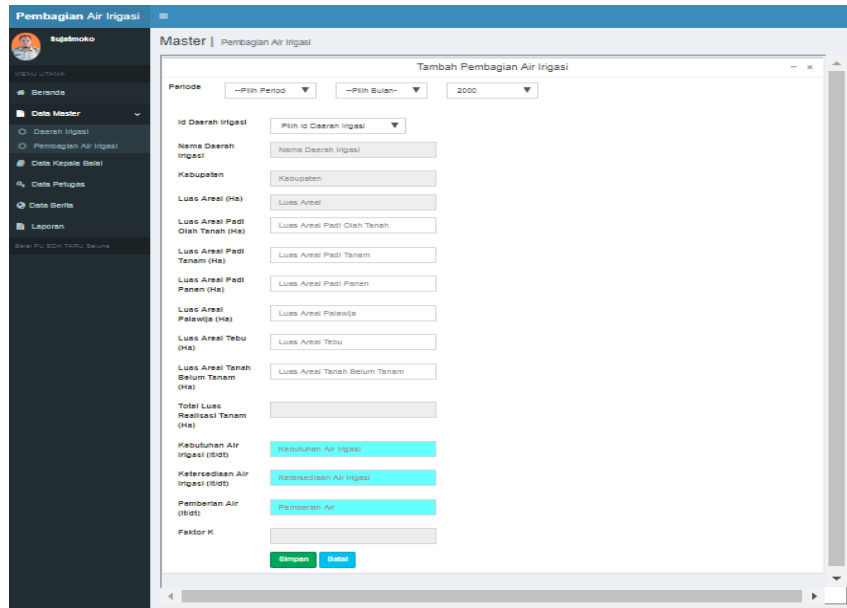 Pembagian Air Irigasi
Sujatmoko
MENU UTAMA
Beranda
Data Master
Daerah Irigasi
Pembagian Air Irigasi
Data Kepala Balai
Data Petugas
Data Berita
Laporan
Balai PU SDA TARU Seluna
Master | Pembagian Air Irigasi
Tambah Pembagian Air Irigasi
Periode --Pilih Period --Pilih Bulan- 2000
Id Daerah Irigasi Pilih Id Daerah Irigasi
Nama Daerah
Irigasi
Nama Daerah Irigasi
Kabupaten Kabupaten
Luas Areal (Ha) Luas Areal
Luas Areal Padi
Olah Tanah (Ha)
Luas Areal Padi Olah Tanah
Luas Areal Padi
Tanam (Ha)
Luas Areal Padi Tanam
Luas Areal Padi
Panen (Ha)
Luas Areal Padi Panen
Luas Areal
Palawija (Ha)
Luas Areal Palawija
Luas Areal Tebu
(Ha)
Luas Areal Tebu
Luas Areal Tanah
Belum Tanam
(Ha)
Luas Areal Tanah Belum Tanam
Total Luas
Realisasi Tanam
(Ha)
Kebutuhan Air
Irigasi (lt/dt)
Kebutuhan Air Irigasi
Ketersediaan Air
Irigasi (lt/dt)
Ketersediaan Air Irigasi
Pemberian Air
(lt/dt)
Pemberian Air
Faktor K
Simpan Batal